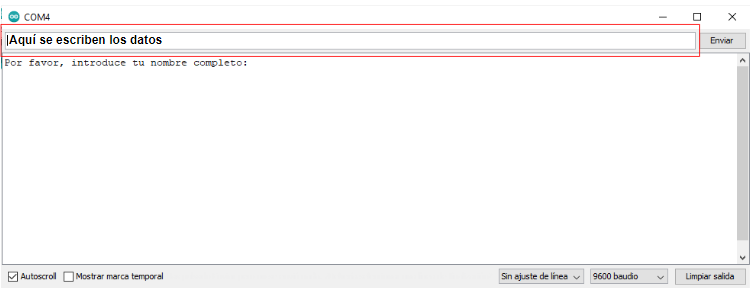 COM4
Aquí se escriben los datos
Enviar
Por favor, introduce tu nombre completo:
Autoscroll Mostrar marca temporal Sin ajuste de línea 9600 baudio Limpiar salida